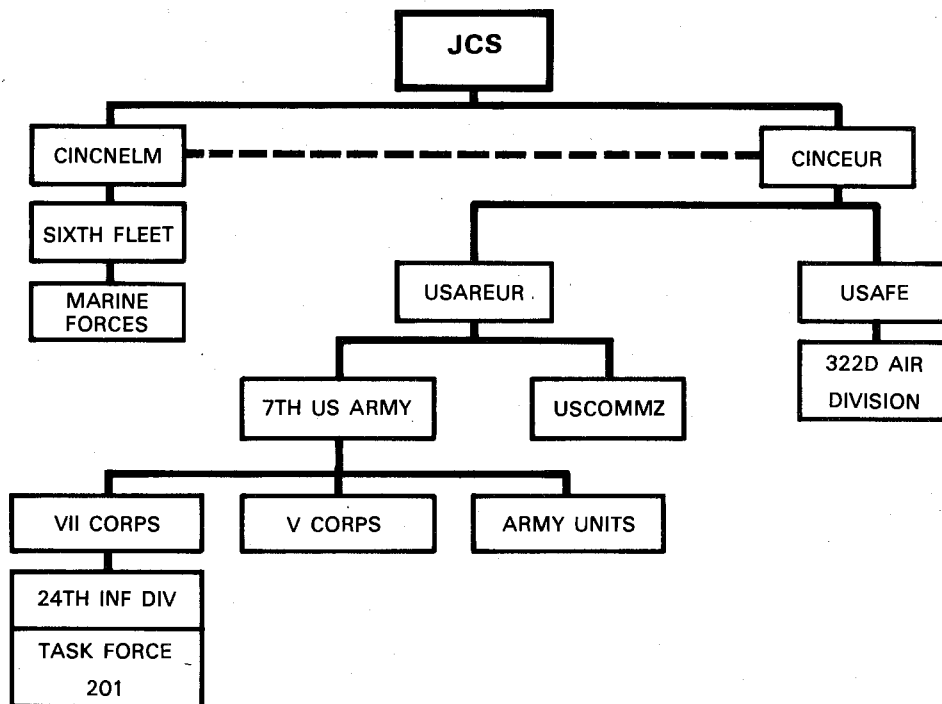 JCS
CINCNELM
CINCEUR
SIXTH FLEET
MARINE
FORCES
USAREUR
USAFE
322D AIR
DIVISION
7TH US ARMY
USCOMMZ
VII CORPS
V CORPS
ARMY UNITS
24TH INF DIV
TASK FORCE
201